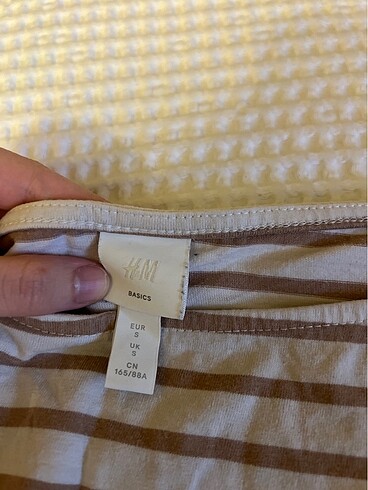 H&M
BASICS
EUR
S
UK
S
CN
165/88A